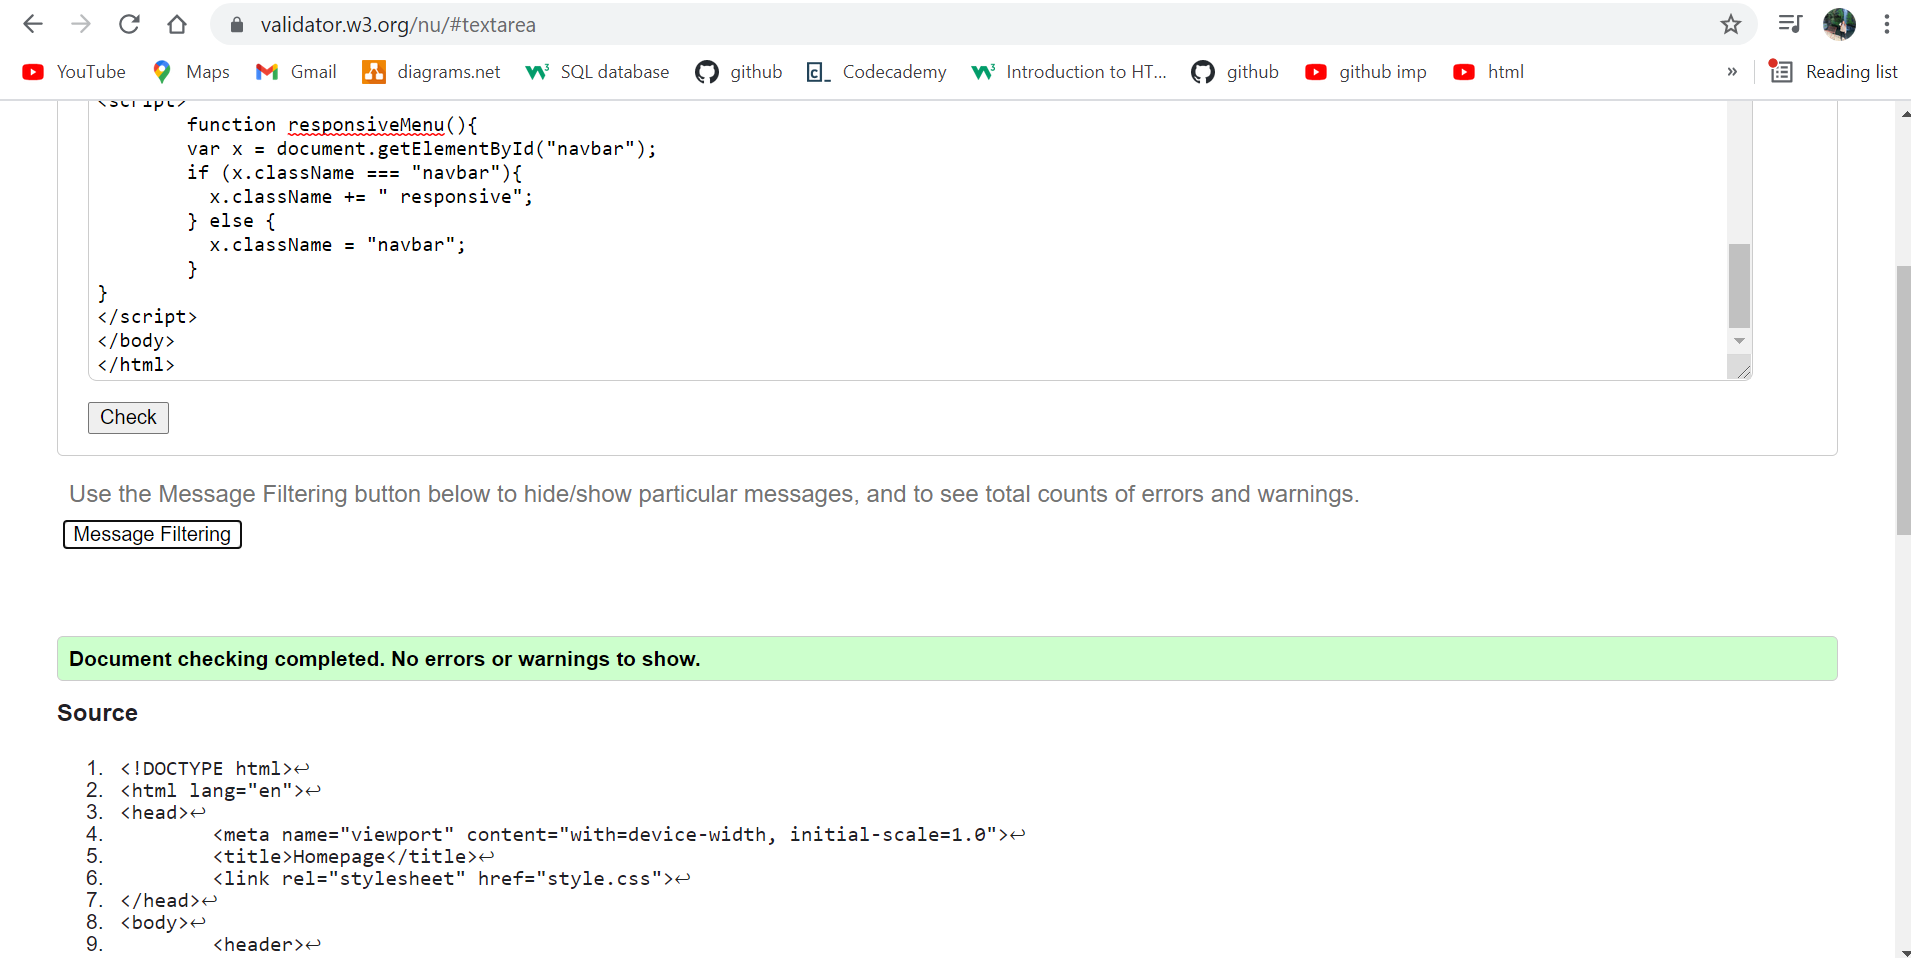 validator.w3.org/nu/#textarea
YouTube Maps Gmail diagrams.net SQL database github Codecademy Introduction to HT... github github imp html » Reading list
<script>
function responsiveMenu(){
var x = document.getElementById("navbar");
if (x.className === "navbar"){
x.className += " responsive";
} else {
x.className = "navbar";
}
}
</script>
</body>
</html>
Check
Use the Message Filtering button below to hide/show particular messages, and to see total counts of errors and warnings.
Message Filtering
Document checking completed. No errors or warnings to show.
Source
1. <!DOCTYPE html>↩
2. <html lang="en">↩
3. <head>↩
4. <meta name="viewport" content="with=device-width, initial-scale=1.0">↩
5. <title>Homepage</title>↩
6. <link rel="stylesheet" href="style.css">↩
7. </head>↩
8. <body>↩
9. <header>↩